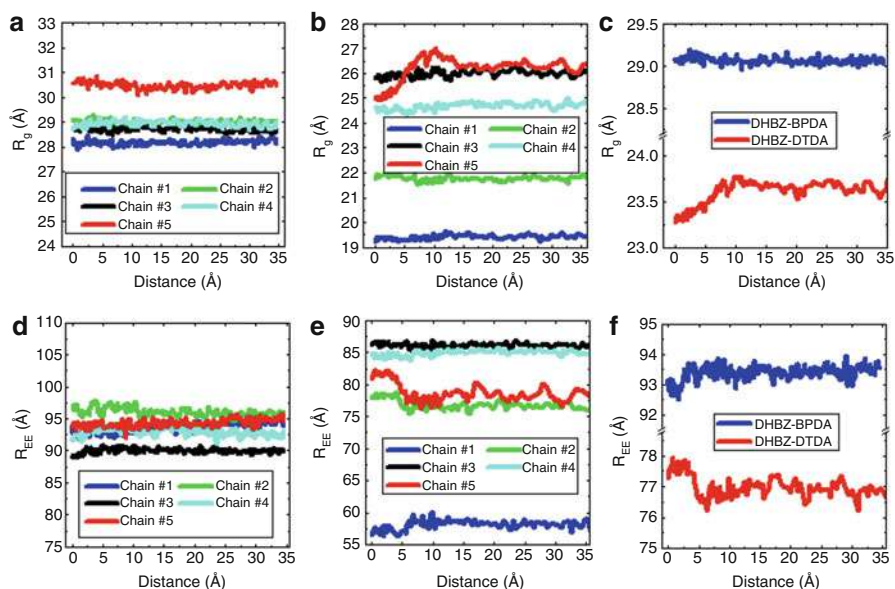 a
33
32
31
30
29
28
27
26
25
24
Rg (Å)
Chain #1 Chain #2
Chain #3 Chain #4
Chain #5
0 5 10 15 20 25 30 35
Distance (Å)
b
28
27
26
25
24
23
22
21
20
19
Rg (Å)
Chain #1 Chain #2
Chain #3 Chain #4
Chain #5
0 5 10 15 20 25 30 35
Distance (Å)
c
29.5
29.0
28.5
24.0
23.5
23.0
Rg (Å)
DHBZ-BPDA
DHBZ-DTDA
0 5 10 15 20 25 30 35
Distance (Å)
d
110
105
100
95
90
85
80
75
REE (Å)
Chain #1 Chain #2
Chain #3 Chain #4
Chain #5
0 5 10 15 20 25 30 35
Distance (Å)
e
90
85
80
75
70
65
60
55
REE (Å)
Chain #1 Chain #2
Chain #3 Chain #4
Chain #5
0 5 10 15 20 25 30 35
Distance (Å)
f
95
94
93
92
78
77
76
75
REE (Å)
DHBZ-BPDA
DHBZ-DTDA
0 5 10 15 20 25 30 35
Distance (Å)